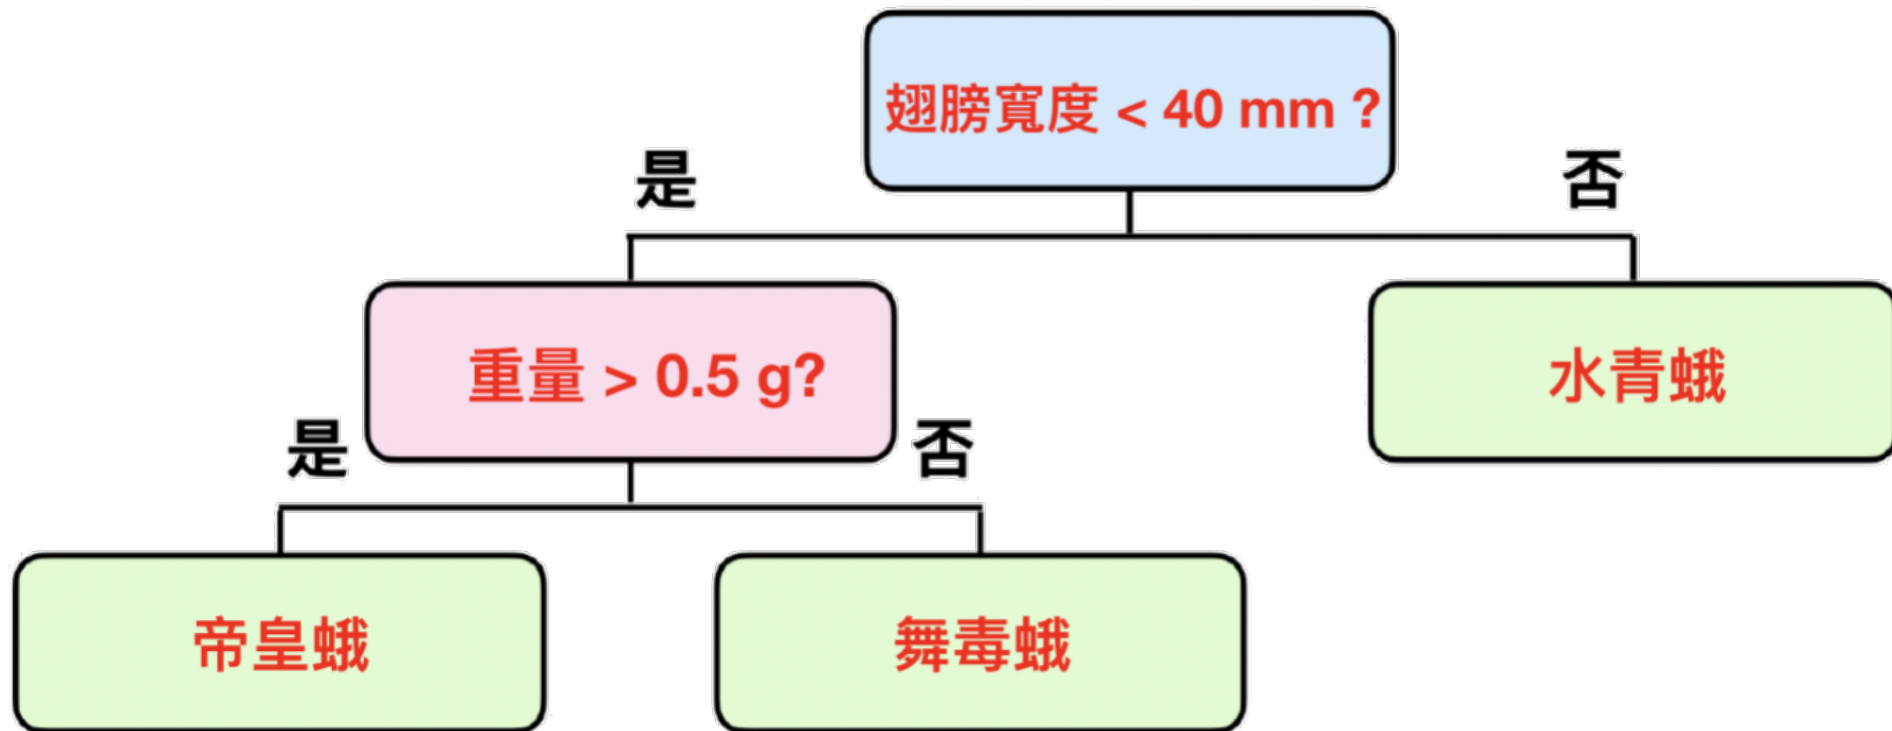 翅膀寬度 < 40 mm ?
是
否
重量 > 0.5 g?
水青蛾
是
否
帝皇蛾
舞毒蛾